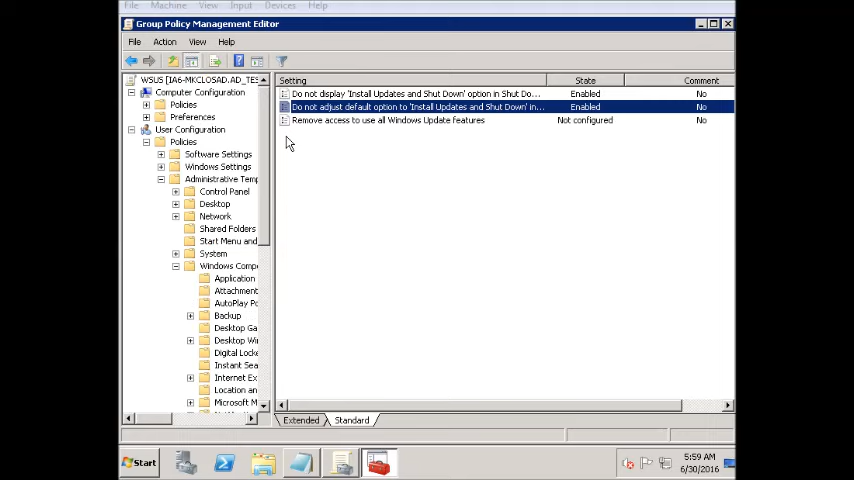 File Machine View Input Devices Help
Group Policy Management Editor
File Action View Help
WSUS [IA6-MKCLOSAD.AD_TES
Computer Configuration
Policies
Preferences
User Configuration
Policies
Software Settings
Windows Settings
Administrative Temp
Control Panel
Desktop
Network
Shared Folders
Start Menu and
System
Windows Compo
Application
Attachment
AutoPlay Po
Backup
Desktop Ga
Desktop Wi
Digital Locke
Instant Sea
Internet Ex
Location an
Microsoft M
Setting State Comment
Do not display 'Install Updates and Shut Down' option in Shut Do... Enabled No
Do not adjust default option to 'Install Updates and Shut Down' in... Enabled No
Remove access to use all Windows Update features Not configured No
Extended Standard
Start
5:59 AM
6/30/2016